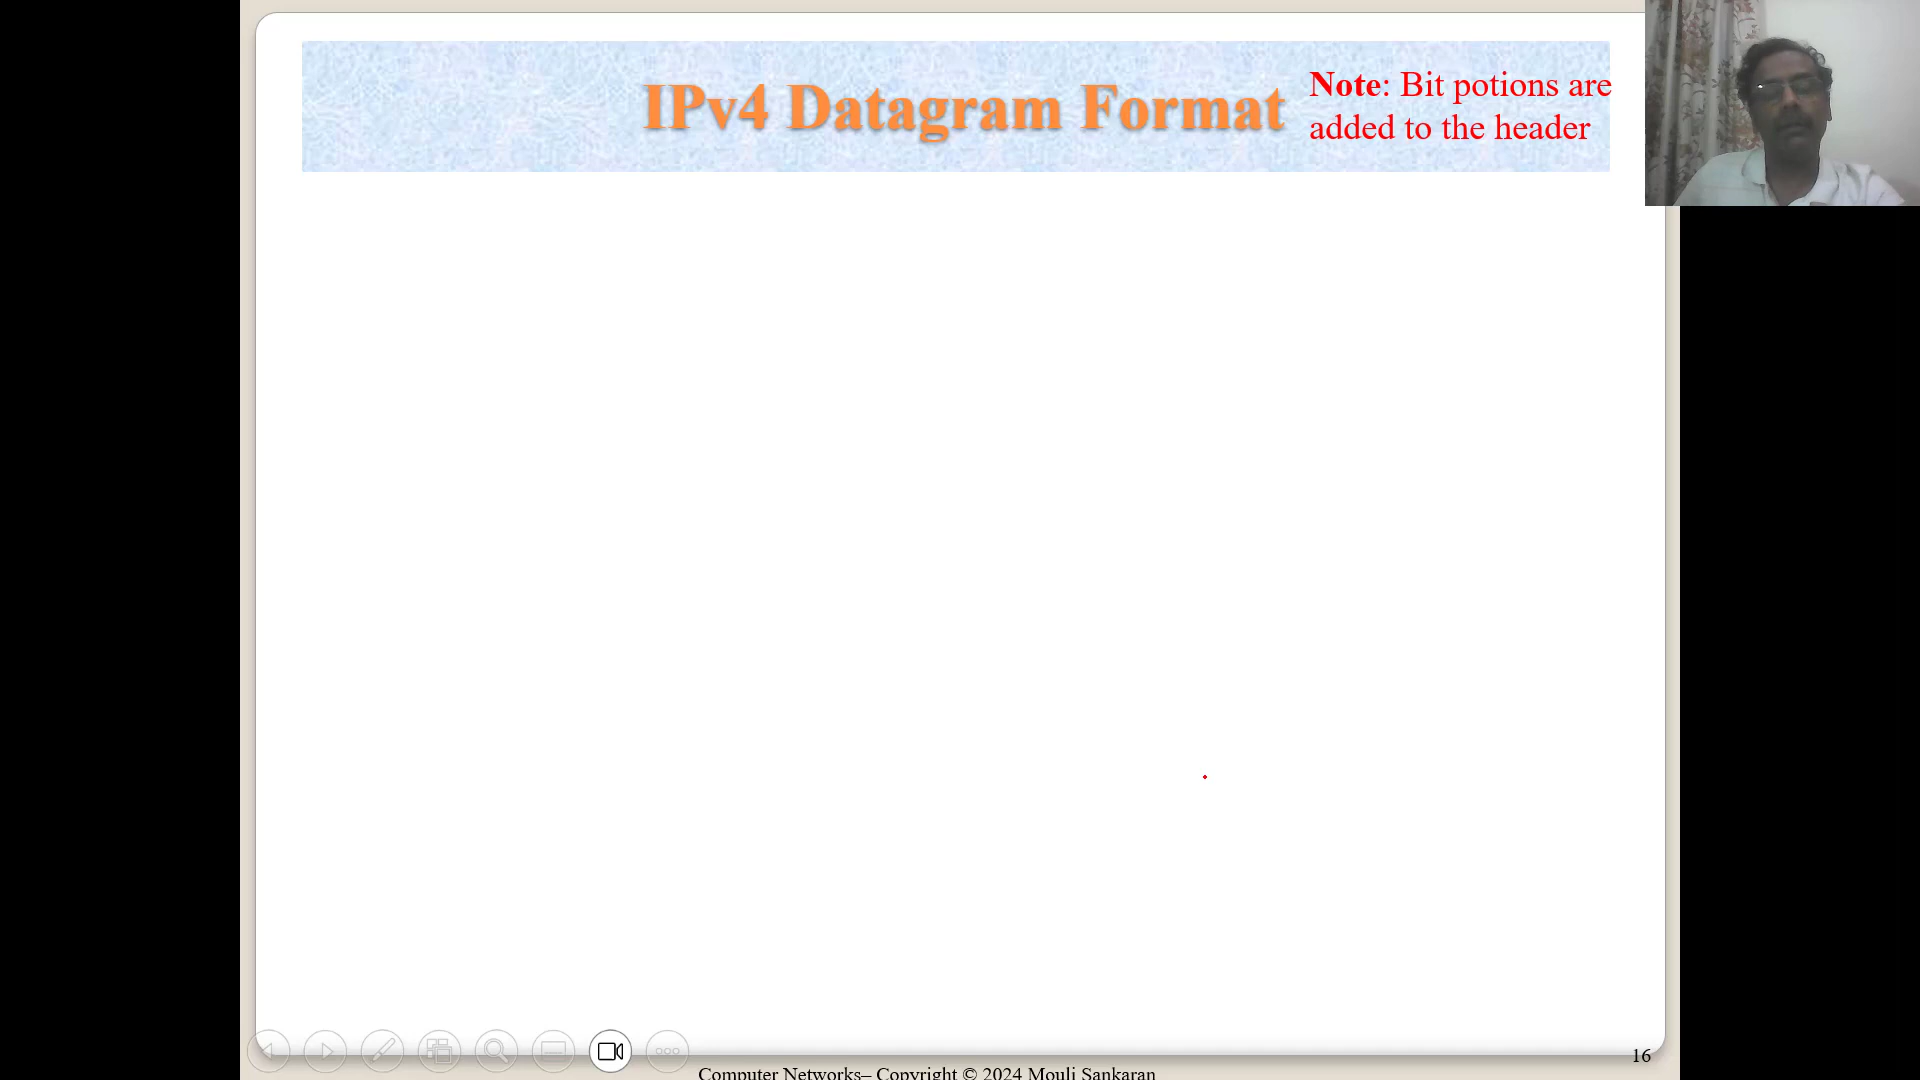 IPv4 Datagram Format
Note: Bit potions are
added to the header
16
Computer Networks– Copyright © 2024 Mouli Sankaran